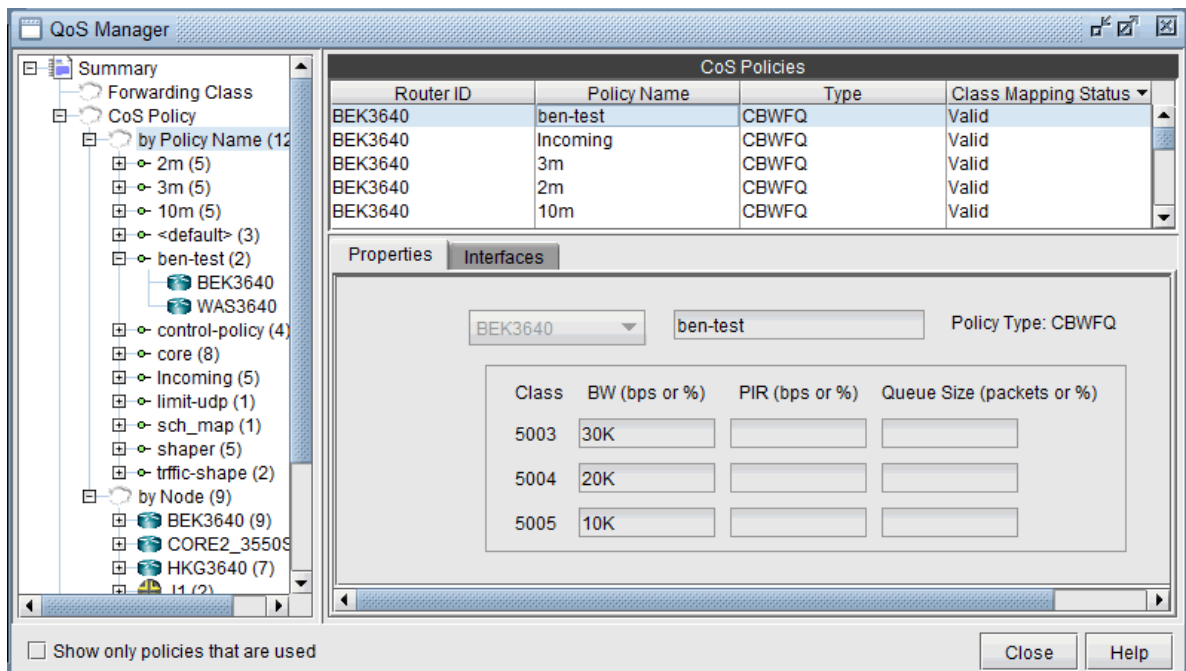 QoS Manager
Summary
Forwarding Class
CoS Policy
by Policy Name (12
2m (5)
3m (5)
10m (5)
<default> (3)
ben-test (2)
BEK3640
WAS3640
control-policy (4)
core (8)
Incoming (5)
limit-udp (1)
sch_map (1)
shaper (5)
trffic-shape (2)
by Node (9)
BEK3640 (9)
CORE2_3550S
HKG3640 (7)
J1 (2)
CoS Policies
Router ID Policy Name Type Class Mapping Status
BEK3640 ben-test CBWFQ Valid
BEK3640 Incoming CBWFQ Valid
BEK3640 3m CBWFQ Valid
BEK3640 2m CBWFQ Valid
BEK3640 10m CBWFQ Valid
Properties Interfaces
BEK3640 ben-test Policy Type: CBWFQ
Class BW (bps or %) PIR (bps or %) Queue Size (packets or %)
5003 30K
5004 20K
5005 10K
Show only policies that are used
Close Help